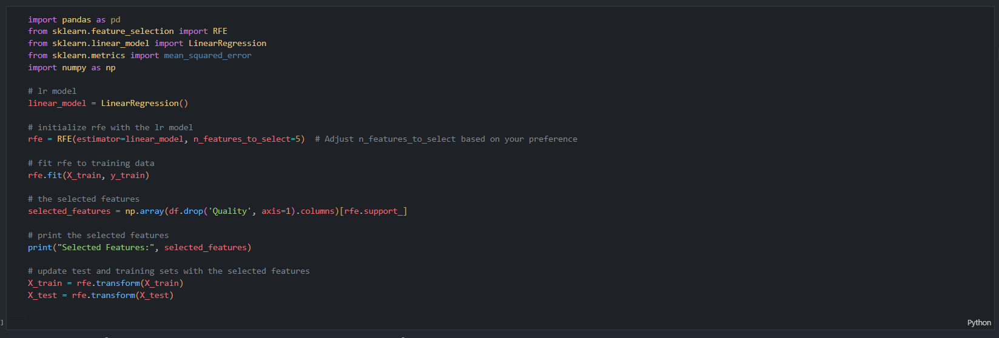 import pandas as pd
from sklearn.feature_selection import RFE
from sklearn.linear_model import LinearRegression
from sklearn.metrics import mean_squared_error
import numpy as np
# lr model
linear_model = LinearRegression()
# initialize rfe with the lr model
rfe = RFE(estimator=linear_model, n_features_to_select=5)  # Adjust n_features_to_select based on your preference
# fit rfe to training data
rfe.fit(X_train, y_train)
# the selected features
selected_features = np.array(df.drop('Quality', axis=1).columns)[rfe.support_]
# print the selected features
print("Selected Features:", selected_features)
# update test and training sets with the selected features
X_train = rfe.transform(X_train)
X_test = rfe.transform(X_test)
]
Python